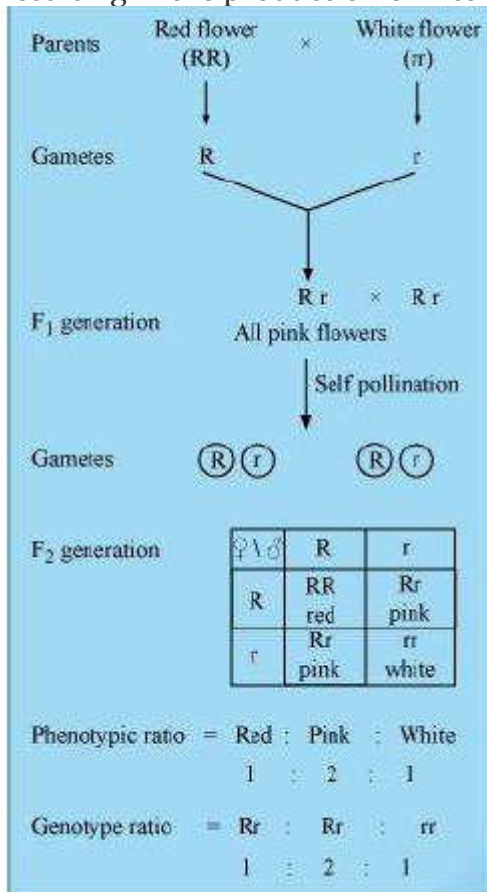 Parents Red flower × White flower
(RR) (rr)
Gametes R r
R r × R r
F₁ generation All pink flowers
Self pollination
Gametes R r R r
F₂ generation ♀\♂ R r
R RR Rr
red pink
r Rr rr
pink white
Phenotypic ratio = Red : Pink : White
1 : 2 : 1
Genotype ratio = Rr : Rr : rr
1 : 2 : 1